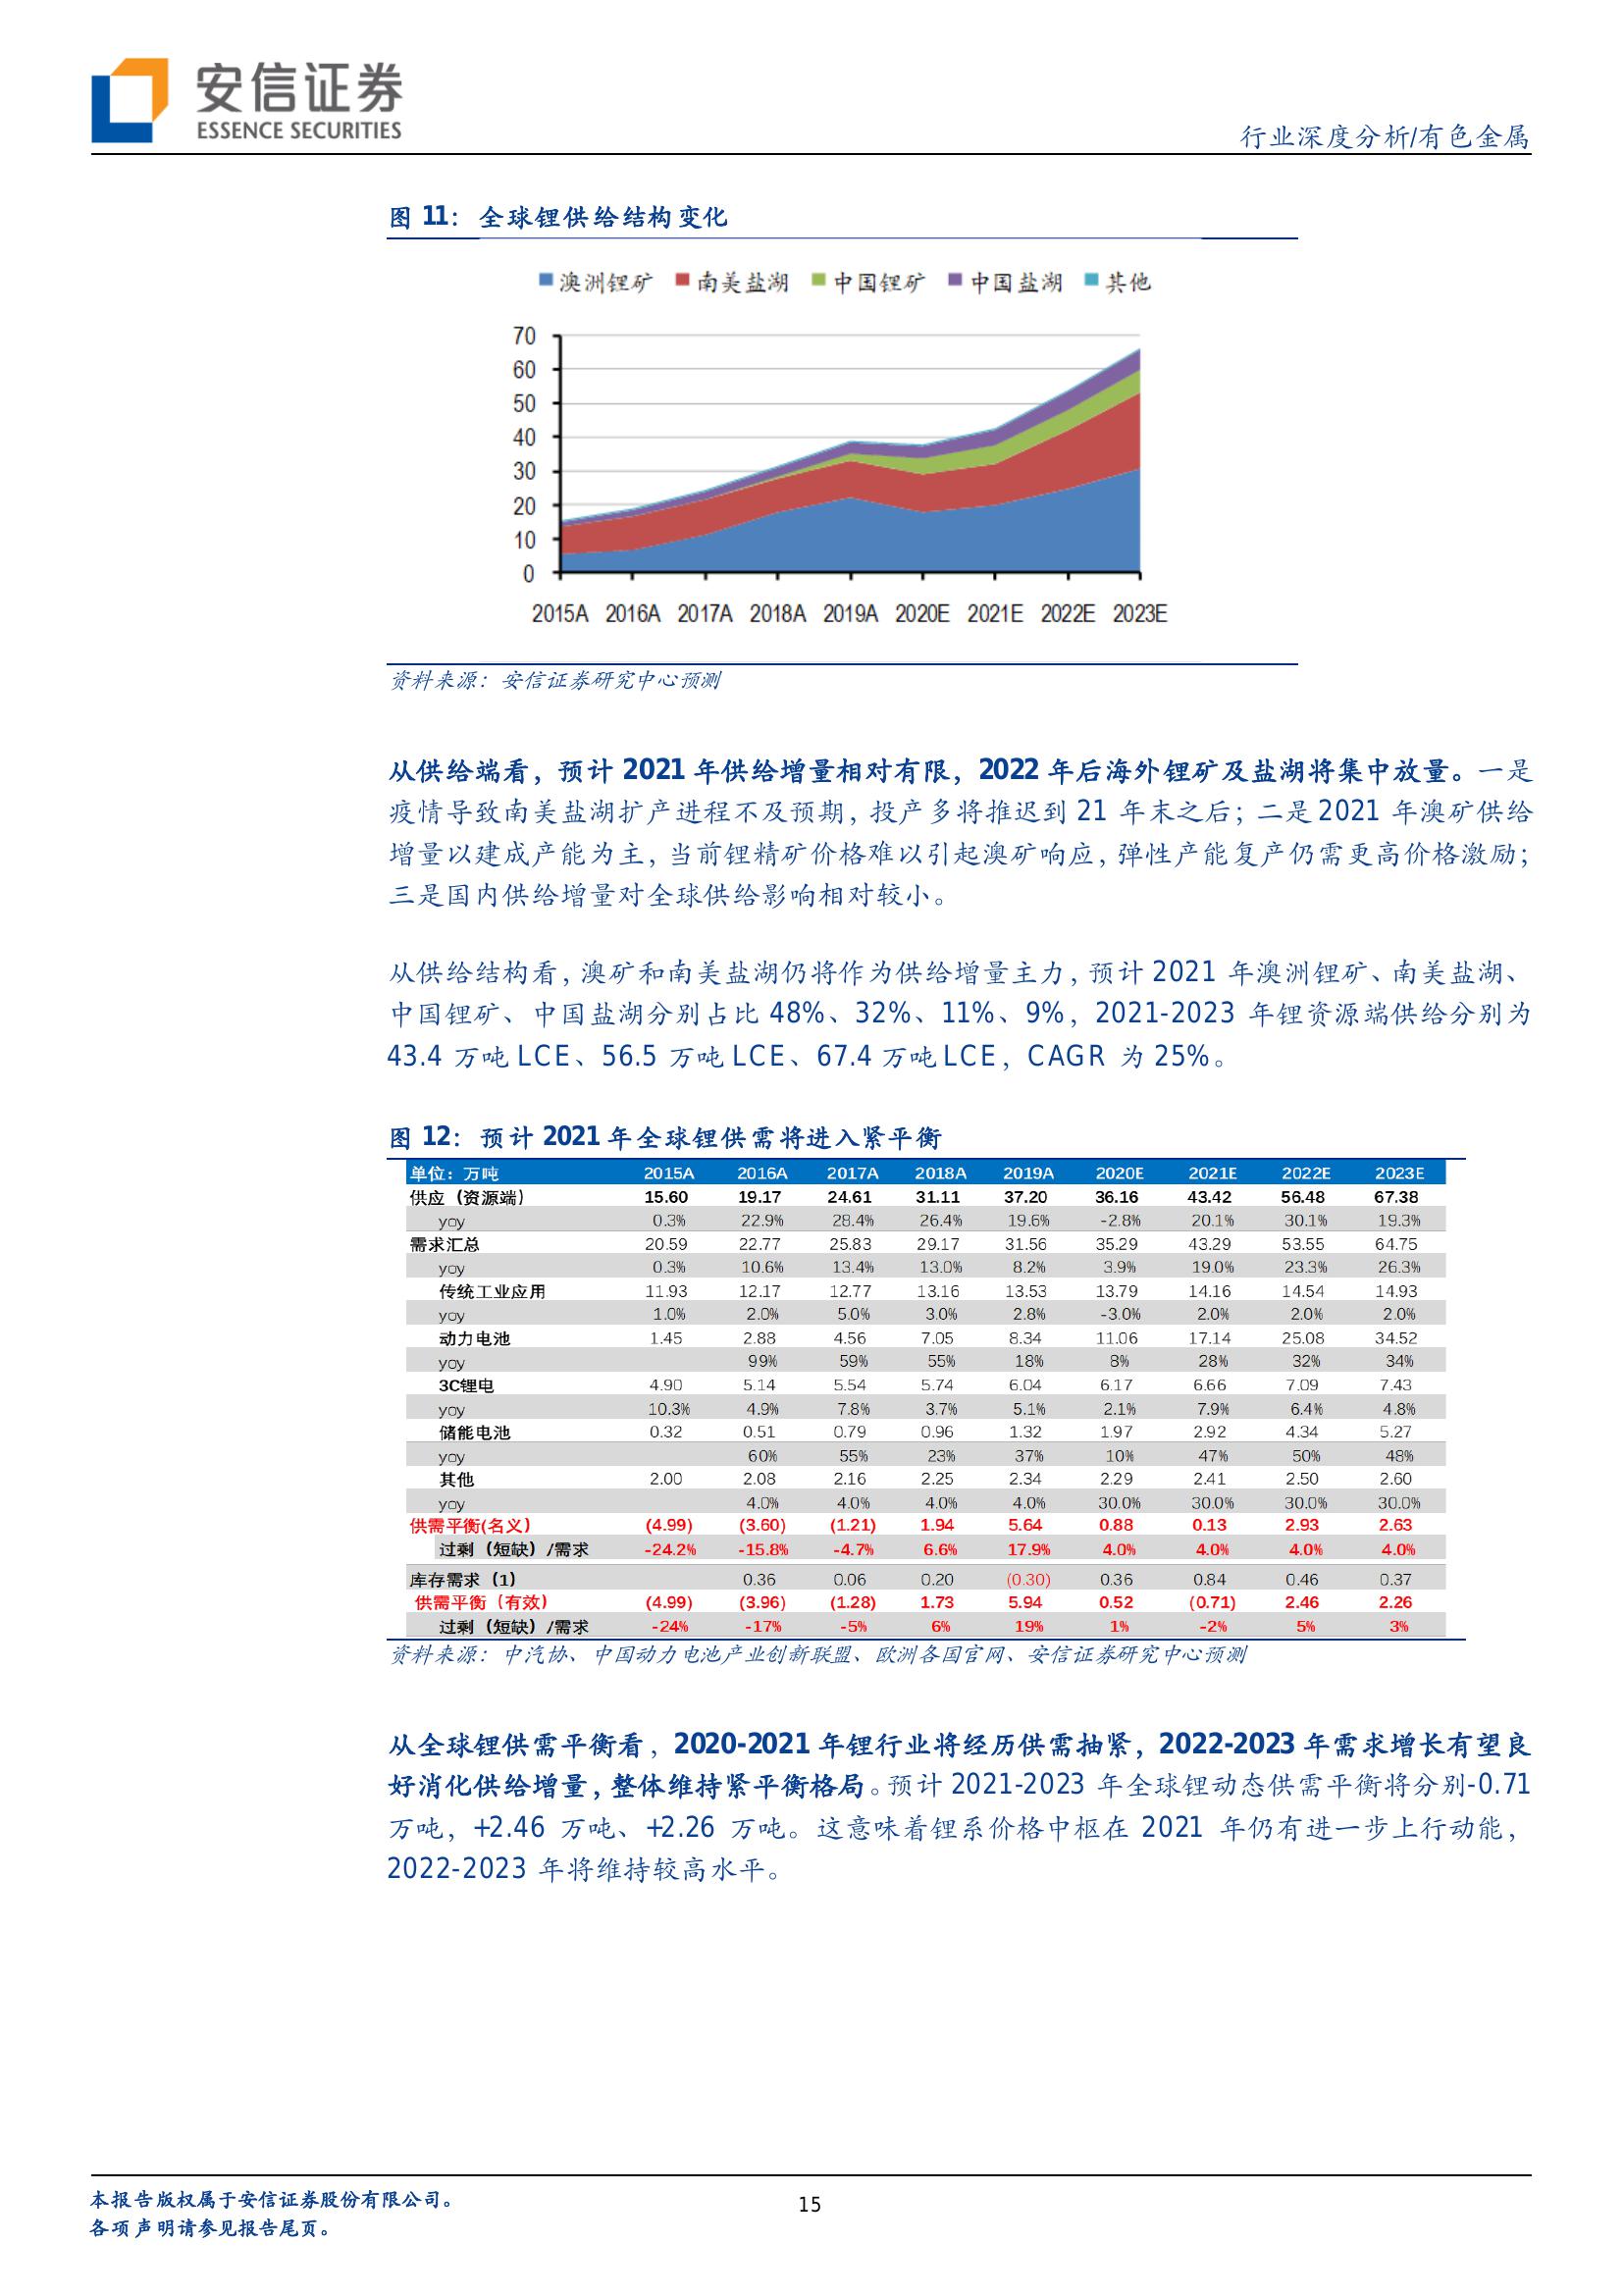 安信证券
ESSENCE SECURITIES
行业深度分析/有色金属
图 11：全球锂供给结构变化
澳洲锂矿 南美盐湖 中国锂矿 中国盐湖 其他
70
60
50
40
30
20
10
0
2015A 2016A 2017A 2018A 2019A 2020E 2021E 2022E 2023E
资料来源：安信证券研究中心预测
从供给端看，预计 2021 年供给增量相对有限，2022 年后海外锂矿及盐湖将集中放量。一是
疫情导致南美盐湖扩产进程不及预期，投产多将推迟到 21 年末之后；二是 2021 年澳矿供给
增量以建成产能为主，当前锂精矿价格难以引起澳矿响应，弹性产能复产仍需更高价格激励；
三是国内供给增量对全球供给影响相对较小。
从供给结构看，澳矿和南美盐湖仍将作为供给增量主力，预计 2021 年澳洲锂矿、南美盐湖、
中国锂矿、中国盐湖分别占比 48%、32%、11%、9%，2021-2023 年锂资源端供给分别为
43.4 万吨 LCE、56.5 万吨 LCE、67.4 万吨 LCE，CAGR 为 25%。
图 12：预计 2021 年全球锂供需将进入紧平衡
单位：万吨 2015A 2016A 2017A 2018A 2019A 2020E 2021E 2022E 2023E
供应（资源端） 15.60 19.17 24.61 31.11 37.20 36.16 43.42 56.48 67.38
yoy 0.3% 22.9% 28.4% 26.4% 19.6% -2.8% 20.1% 30.1% 19.3%
需求汇总 20.59 22.77 25.83 29.17 31.56 35.29 43.29 53.55 64.75
yoy 0.3% 10.6% 13.4% 13.0% 8.2% 3.9% 19.0% 23.3% 26.3%
传统工业应用 11.93 12.17 12.77 13.16 13.53 13.79 14.16 14.54 14.93
yoy 1.0% 2.0% 5.0% 3.0% 2.8% -3.0% 2.0% 2.0% 2.0%
动力电池 1.45 2.88 4.56 7.05 8.34 11.06 17.14 25.08 34.52
yoy 99% 59% 55% 18% 8% 28% 32% 34%
3C锂电 4.90 5.14 5.54 5.74 6.04 6.17 6.66 7.09 7.43
yoy 10.3% 4.9% 7.8% 3.7% 5.1% 2.1% 7.9% 6.4% 4.8%
储能电池 0.32 0.51 0.79 0.96 1.32 1.97 2.92 4.34 5.27
yoy 60% 55% 23% 37% 10% 47% 50% 48%
其他 2.00 2.08 2.16 2.25 2.34 2.29 2.41 2.50 2.60
yoy 4.0% 4.0% 4.0% 4.0% 30.0% 30.0% 30.0% 30.0%
供需平衡(名义) (4.99) (3.60) (1.21) 1.94 5.64 0.88 0.13 2.93 2.63
过剩（短缺）/需求 -24.2% -15.8% -4.7% 6.6% 17.9% 4.0% 4.0% 4.0% 4.0%
库存需求（1） 0.36 0.06 0.20 (0.30) 0.36 0.84 0.46 0.37
供需平衡（有效） (4.99) (3.96) (1.28) 1.73 5.94 0.52 (0.71) 2.46 2.26
过剩（短缺）/需求 -24% -17% -5% 6% 19% 1% -2% 5% 3%
资料来源：中汽协、中国动力电池产业创新联盟、欧洲各国官网、安信证券研究中心预测
从全球锂供需平衡看，2020-2021 年锂行业将经历供需抽紧，2022-2023 年需求增长有望良
好消化供给增量，整体维持紧平衡格局。预计 2021-2023 年全球锂动态供需平衡将分别-0.71
万吨，+2.46 万吨、+2.26 万吨。这意味着锂系价格中枢在 2021 年仍有进一步上行动能，
2022-2023 年将维持较高水平。
本报告版权属于安信证券股份有限公司。
各项声明请参见报告尾页。
15